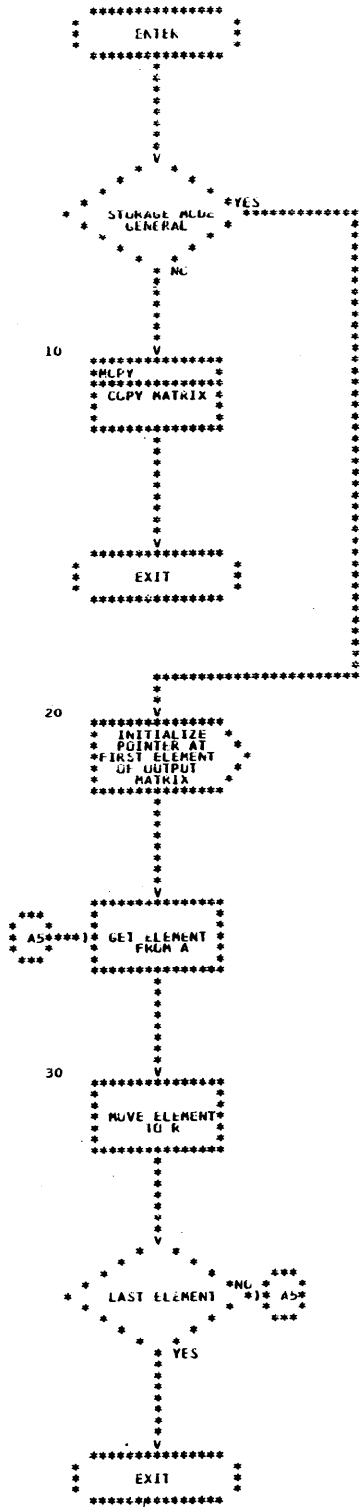 ENTER
YES
STORAGE MODE
GENERAL
NO
10
MCPY
COPY MATRIX
EXIT
20
INITIALIZE
POINTER AT
FIRST ELEMENT
OF OUTPUT
MATRIX
A5
GET ELEMENT
FROM A
30
MOVE ELEMENT
TO R
LAST ELEMENT
NO
A5
YES
EXIT